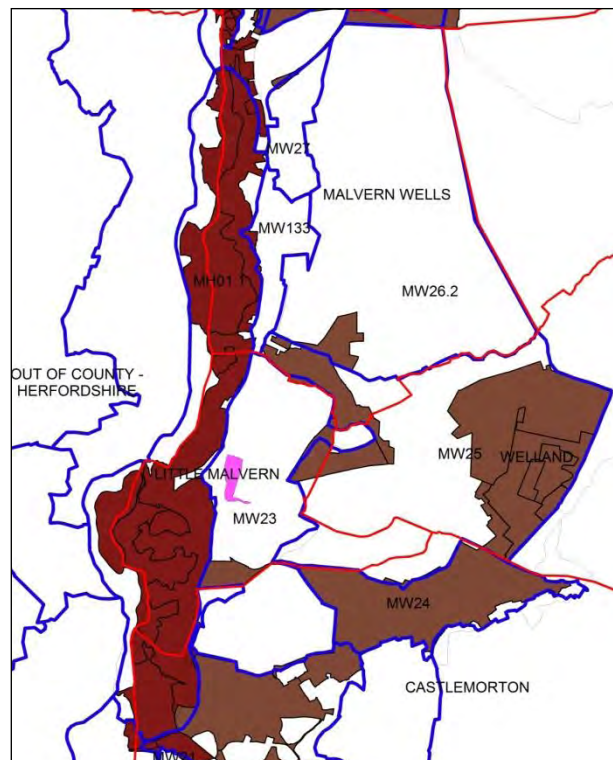 MW27
MALVERN WELLS
MW133
MH01.1
MW26.2
OUT OF COUNTY -
HERFORDSHIRE
MW25
WELLAND
LITTLE MALVERN
MW23
MW24
CASTLEMORTON
MW21